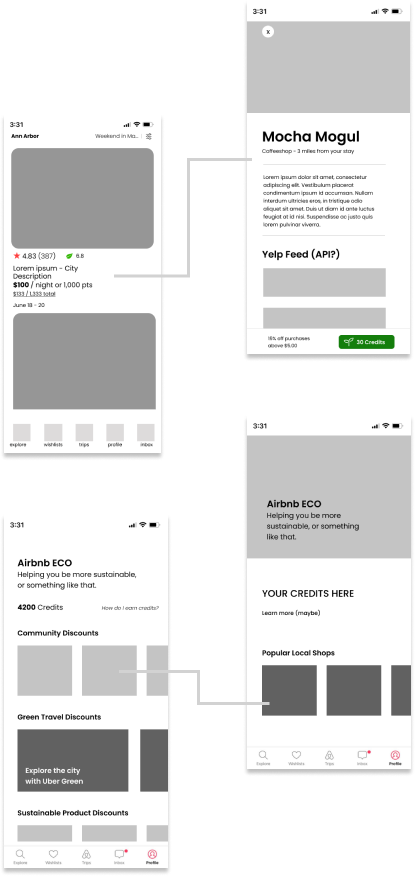 3:31
Ann Arbor
Weekend in Ma...
4.83 (387)
6.8
Lorem ipsum - City
Description
$100 / night or 1,000 pts
$133 / 1,333 total
June 18 - 20
explore
wishlists
trips
profile
inbox
3:31
X
Mocha Mogul
Coffeeshop - 3 miles from your stay
Lorem ipsum dolor sit amet, consectetur
adipiscing elit. Vestibulum placerat
condimentum ipsum id accumsan. Nullam
interdum ultricies eros, in tristique odio
aliquet sit amet. Duis ut diam id ante luctus
feugiat at id nisi. Suspendisse ac justo quis
lorem pulvinar viverra.
Yelp Feed (API?)
10% off purchases
above $5.00
30 Credits
3:31
Airbnb ECO
Helping you be more sustainable,
or something like that.
4200 Credits
How do I earn credits?
Community Discounts
Green Travel Discounts
Explore the city
with Uber Green
Sustainable Product Discounts
Explore
Wishlists
Trips
Inbox
Profile
3:31
Airbnb ECO
Helping you be more
sustainable, or something
like that.
YOUR CREDITS HERE
Learn more (maybe)
Popular Local Shops
Explore
Wishlists
Trips
Inbox
Profile